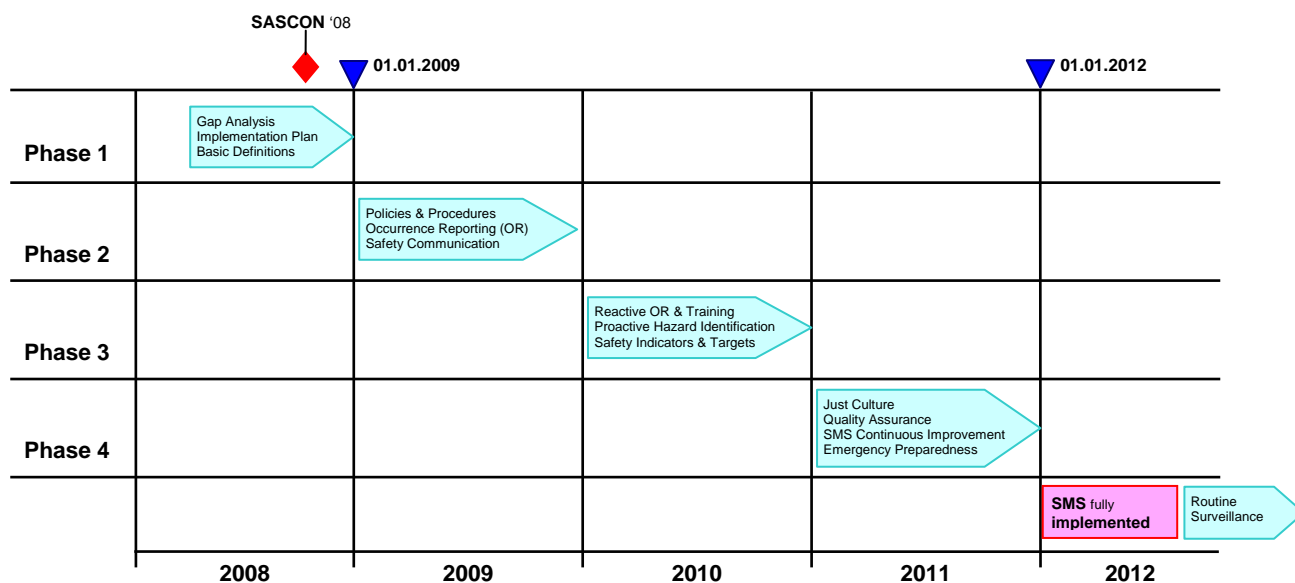 SASCON ‘08
01.01.2009
01.01.2012
Phase 1
Gap Analysis
Implementation Plan
Basic Definitions
Phase 2
Policies & Procedures
Occurrence Reporting (OR)
Safety Communication
Phase 3
Reactive OR & Training
Proactive Hazard Identification
Safety Indicators & Targets
Phase 4
Just Culture
Quality Assurance
SMS Continuous Improvement
Emergency Preparedness
SMS fully
implemented
Routine
Surveillance
2008
2009
2010
2011
2012